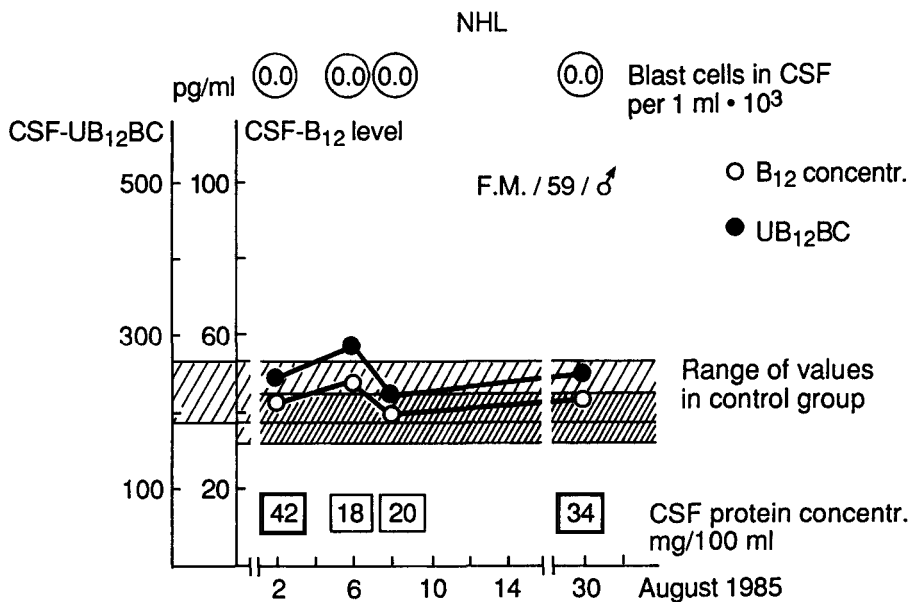 NHL
0.0 0.0 0.0 0.0 Blast cells in CSF
pg/ml per 1 ml • 10³
CSF-UB₁₂BC CSF-B₁₂ level
500 100 F.M. / 59 / ♂ B₁₂ concentr.
UB₁₂BC
300 60
Range of values
in control group
100 20 42 18 20 34 CSF protein concentr.
mg/100 ml
2 6 10 14 30 August 1985